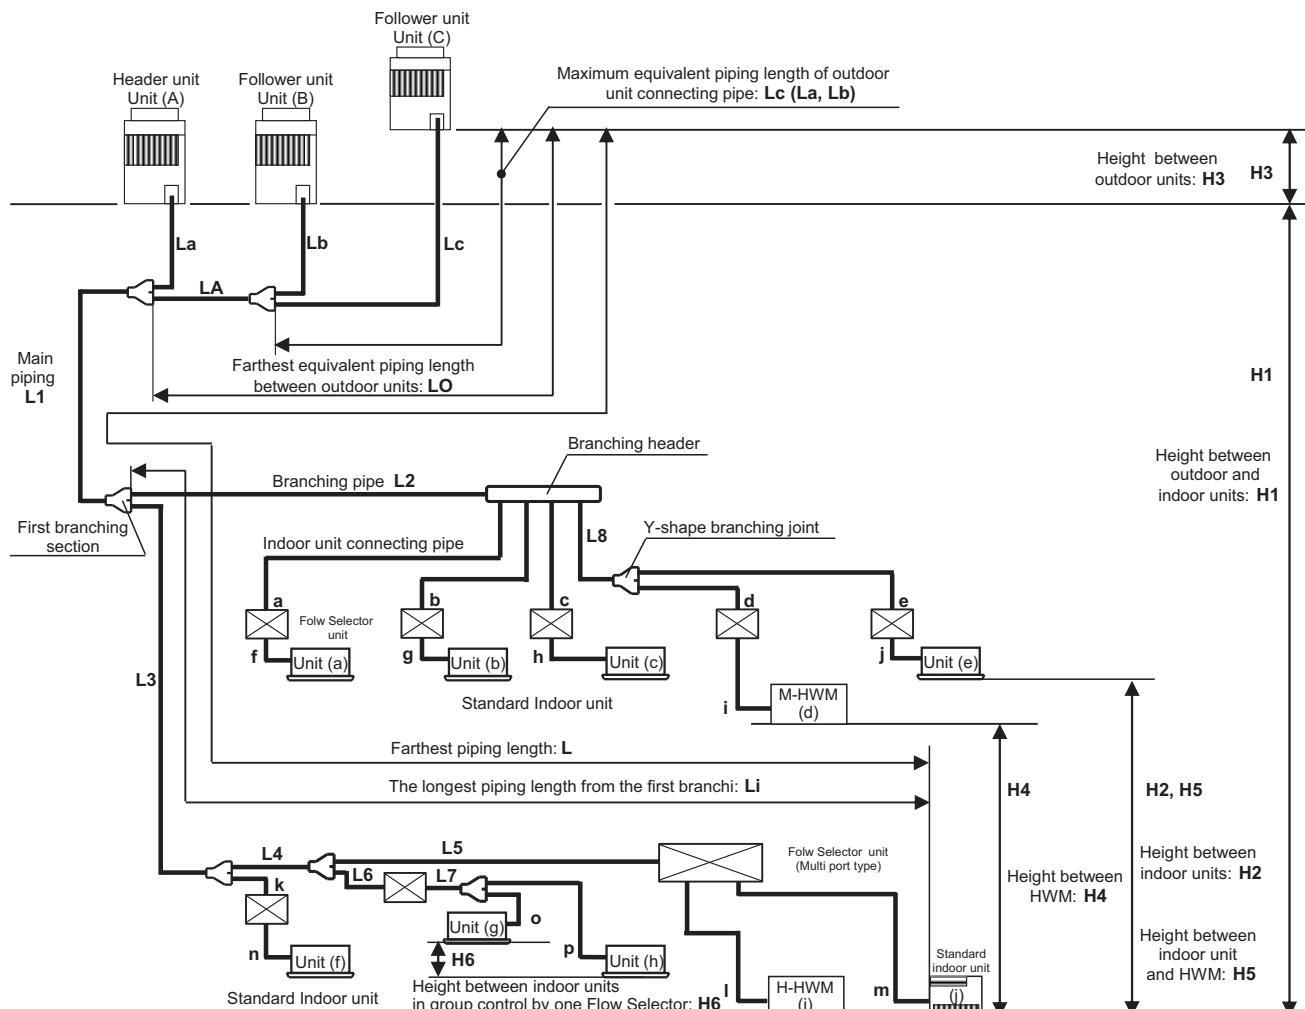 Follower unit
Unit (C)
Header unit
Unit (A)
Follower unit
Unit (B)
Maximum equivalent piping length of outdoor
unit connecting pipe: Lc (La, Lb)
Height between
outdoor units: H3
H3
La
Lb
Lc
LA
Main
piping
L1
Farthest equivalent piping length
between outdoor units: LO
H1
Height between
outdoor and
indoor units: H1
Branching header
Branching pipe L2
First branching
section
Indoor unit connecting pipe
L8
Y-shape branching joint
a
b
c
d
e
Folw Selector
unit
f
g
h
j
Unit (a)
Unit (b)
Unit (c)
Unit (e)
L3
Standard Indoor unit
i
M-HWM
(d)
Farthest piping length: L
The longest piping length from the first branchi: Li
H4
H2, H5
L4
L5
L6
L7
k
Folw Selector unit
(Multi port type)
Height between
indoor units: H2
Height between
HWM: H4
Unit (g)
o
n
Unit (f)
H6
p
Unit (h)
Height between
indoor unit
and HWM: H5
Standard
indoor unit
Standard Indoor unit
Height between indoor units
in group control by one Flow Selector: H6
l
H-HWM
(i)
m
(j)